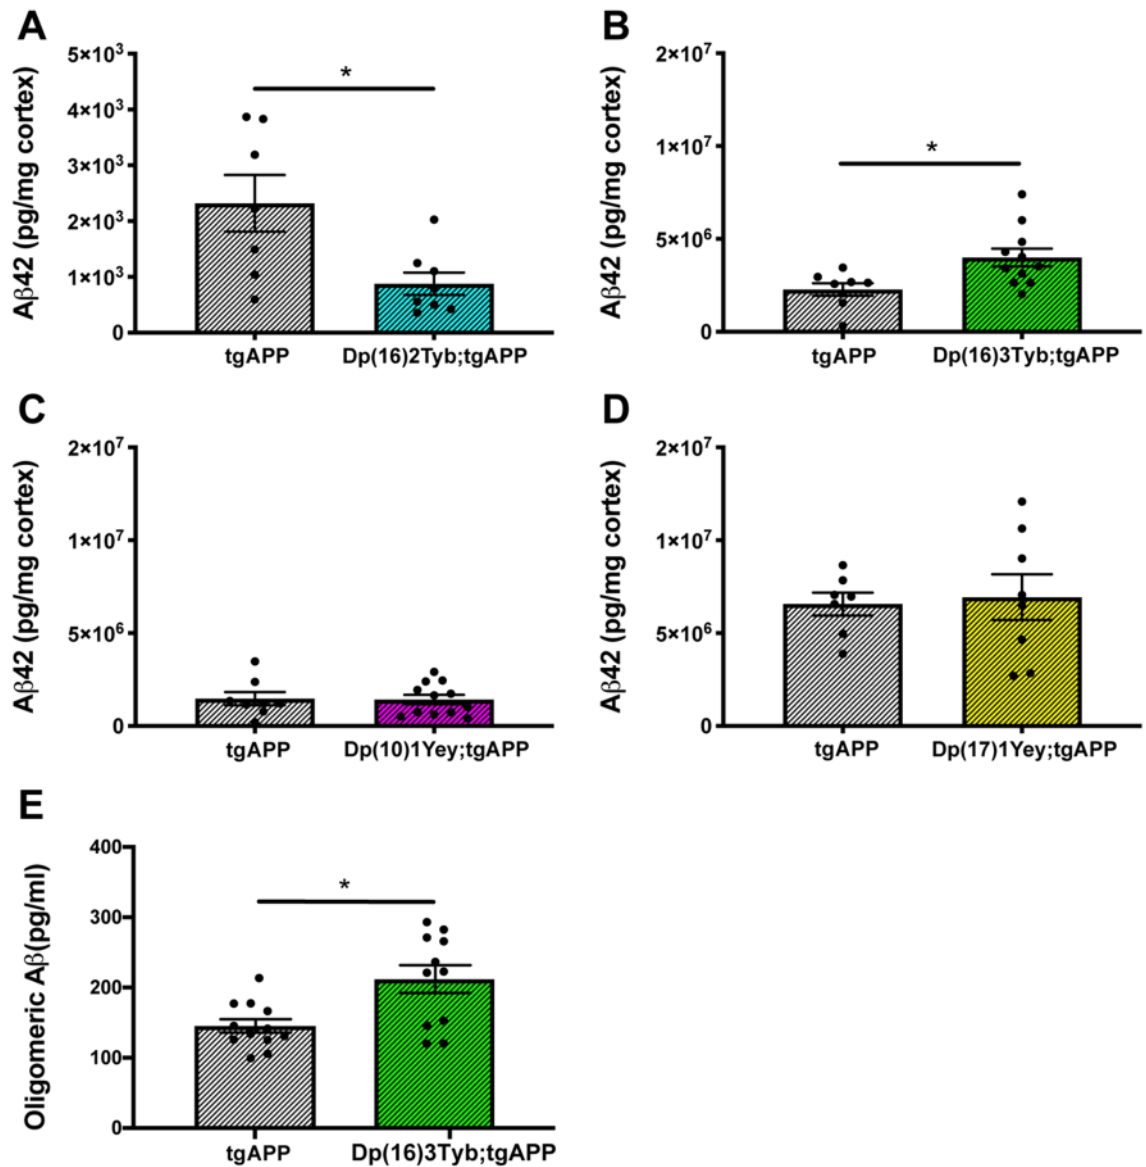 A
Aβ42 (pg/mg cortex)
5×10³
4×10³
3×10³
2×10³
1×10³
0
*
tgAPP
Dp(16)2Tyb;tgAPP
B
Aβ42 (pg/mg cortex)
2×10⁷
1×10⁷
5×10⁶
0
*
tgAPP
Dp(16)3Tyb;tgAPP
C
Aβ42 (pg/mg cortex)
2×10⁷
1×10⁷
5×10⁶
0
tgAPP
Dp(10)1Yey;tgAPP
D
Aβ42 (pg/mg cortex)
2×10⁷
1×10⁷
5×10⁶
0
tgAPP
Dp(17)1Yey;tgAPP
E
Oligomeric Aβ(pg/ml)
400
300
200
100
0
*
tgAPP
Dp(16)3Tyb;tgAPP